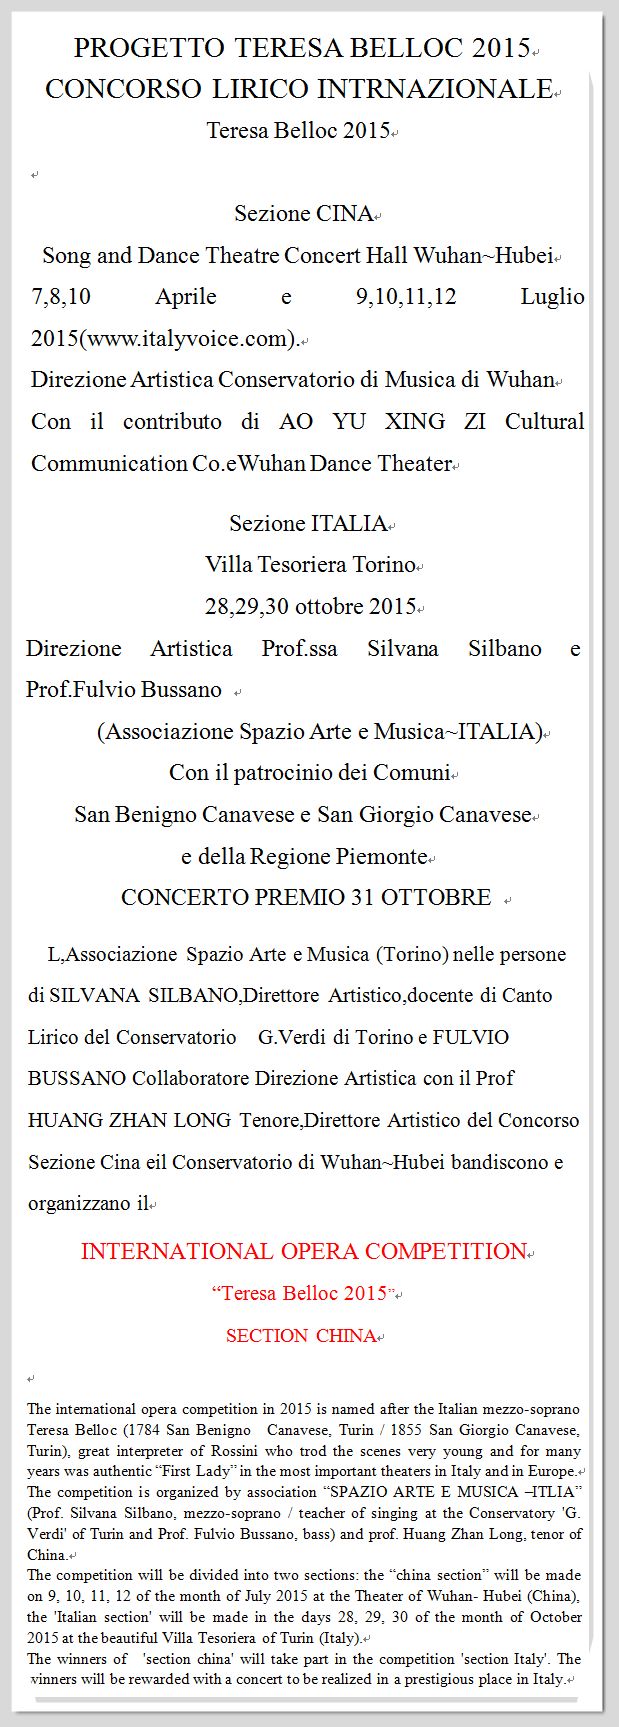 PROGETTO TERESA BELLOC 2015
CONCORSO LIRICO INTRNAZIONALE
Teresa Belloc 2015
Sezione CINA
Song and Dance Theatre Concert Hall Wuhan~Hubei
7,8,10 Aprile e 9,10,11,12 Luglio
2015(www.italyvoice.com).
Direzione Artistica Conservatorio di Musica di Wuhan
Con il contributo di AO YU XING ZI Cultural
Communication Co.eWuhan Dance Theater
Sezione ITALIA
Villa Tesoriera Torino
28,29,30 ottobre 2015
Direzione Artistica Prof.ssa Silvana Silbano e
Prof.Fulvio Bussano
(Associazione Spazio Arte e Musica~ITALIA)
Con il patrocinio dei Comuni
San Benigno Canavese e San Giorgio Canavese
e della Regione Piemonte
CONCERTO PREMIO 31 OTTOBRE
L,Associazione Spazio Arte e Musica (Torino) nelle persone
di SILVANA SILBANO,Direttore Artistico,docente di Canto
Lirico del Conservatorio G.Verdi di Torino e FULVIO
BUSSANO Collaboratore Direzione Artistica con il Prof
HUANG ZHAN LONG Tenore,Direttore Artistico del Concorso
Sezione Cina eil Conservatorio di Wuhan~Hubei bandiscono e
organizzano il
INTERNATIONAL OPERA COMPETITION
“Teresa Belloc 2015”
SECTION CHINA
The international opera competition in 2015 is named after the Italian mezzo-soprano
Teresa Belloc (1784 San Benigno Canavese, Turin / 1855 San Giorgio Canavese,
Turin), great interpreter of Rossini who trod the scenes very young and for many
years was authentic “First Lady” in the most important theaters in Italy and in Europe.
The competition is organized by association “SPAZIO ARTE E MUSICA –ITLIA”
(Prof. Silvana Silbano, mezzo-soprano / teacher of singing at the Conservatory 'G.
Verdi' of Turin and Prof. Fulvio Bussano, bass) and prof. Huang Zhan Long, tenor of
China.
The competition will be divided into two sections: the “china section” will be made
on 9, 10, 11, 12 of the month of July 2015 at the Theater of Wuhan- Hubei (China),
the 'Italian section' will be made in the days 28, 29, 30 of the month of October
2015 at the beautiful Villa Tesoriera of Turin (Italy).
The winners of 'section china' will take part in the competition 'section Italy'. The
winners will be rewarded with a concert to be realized in a prestigious place in Italy.